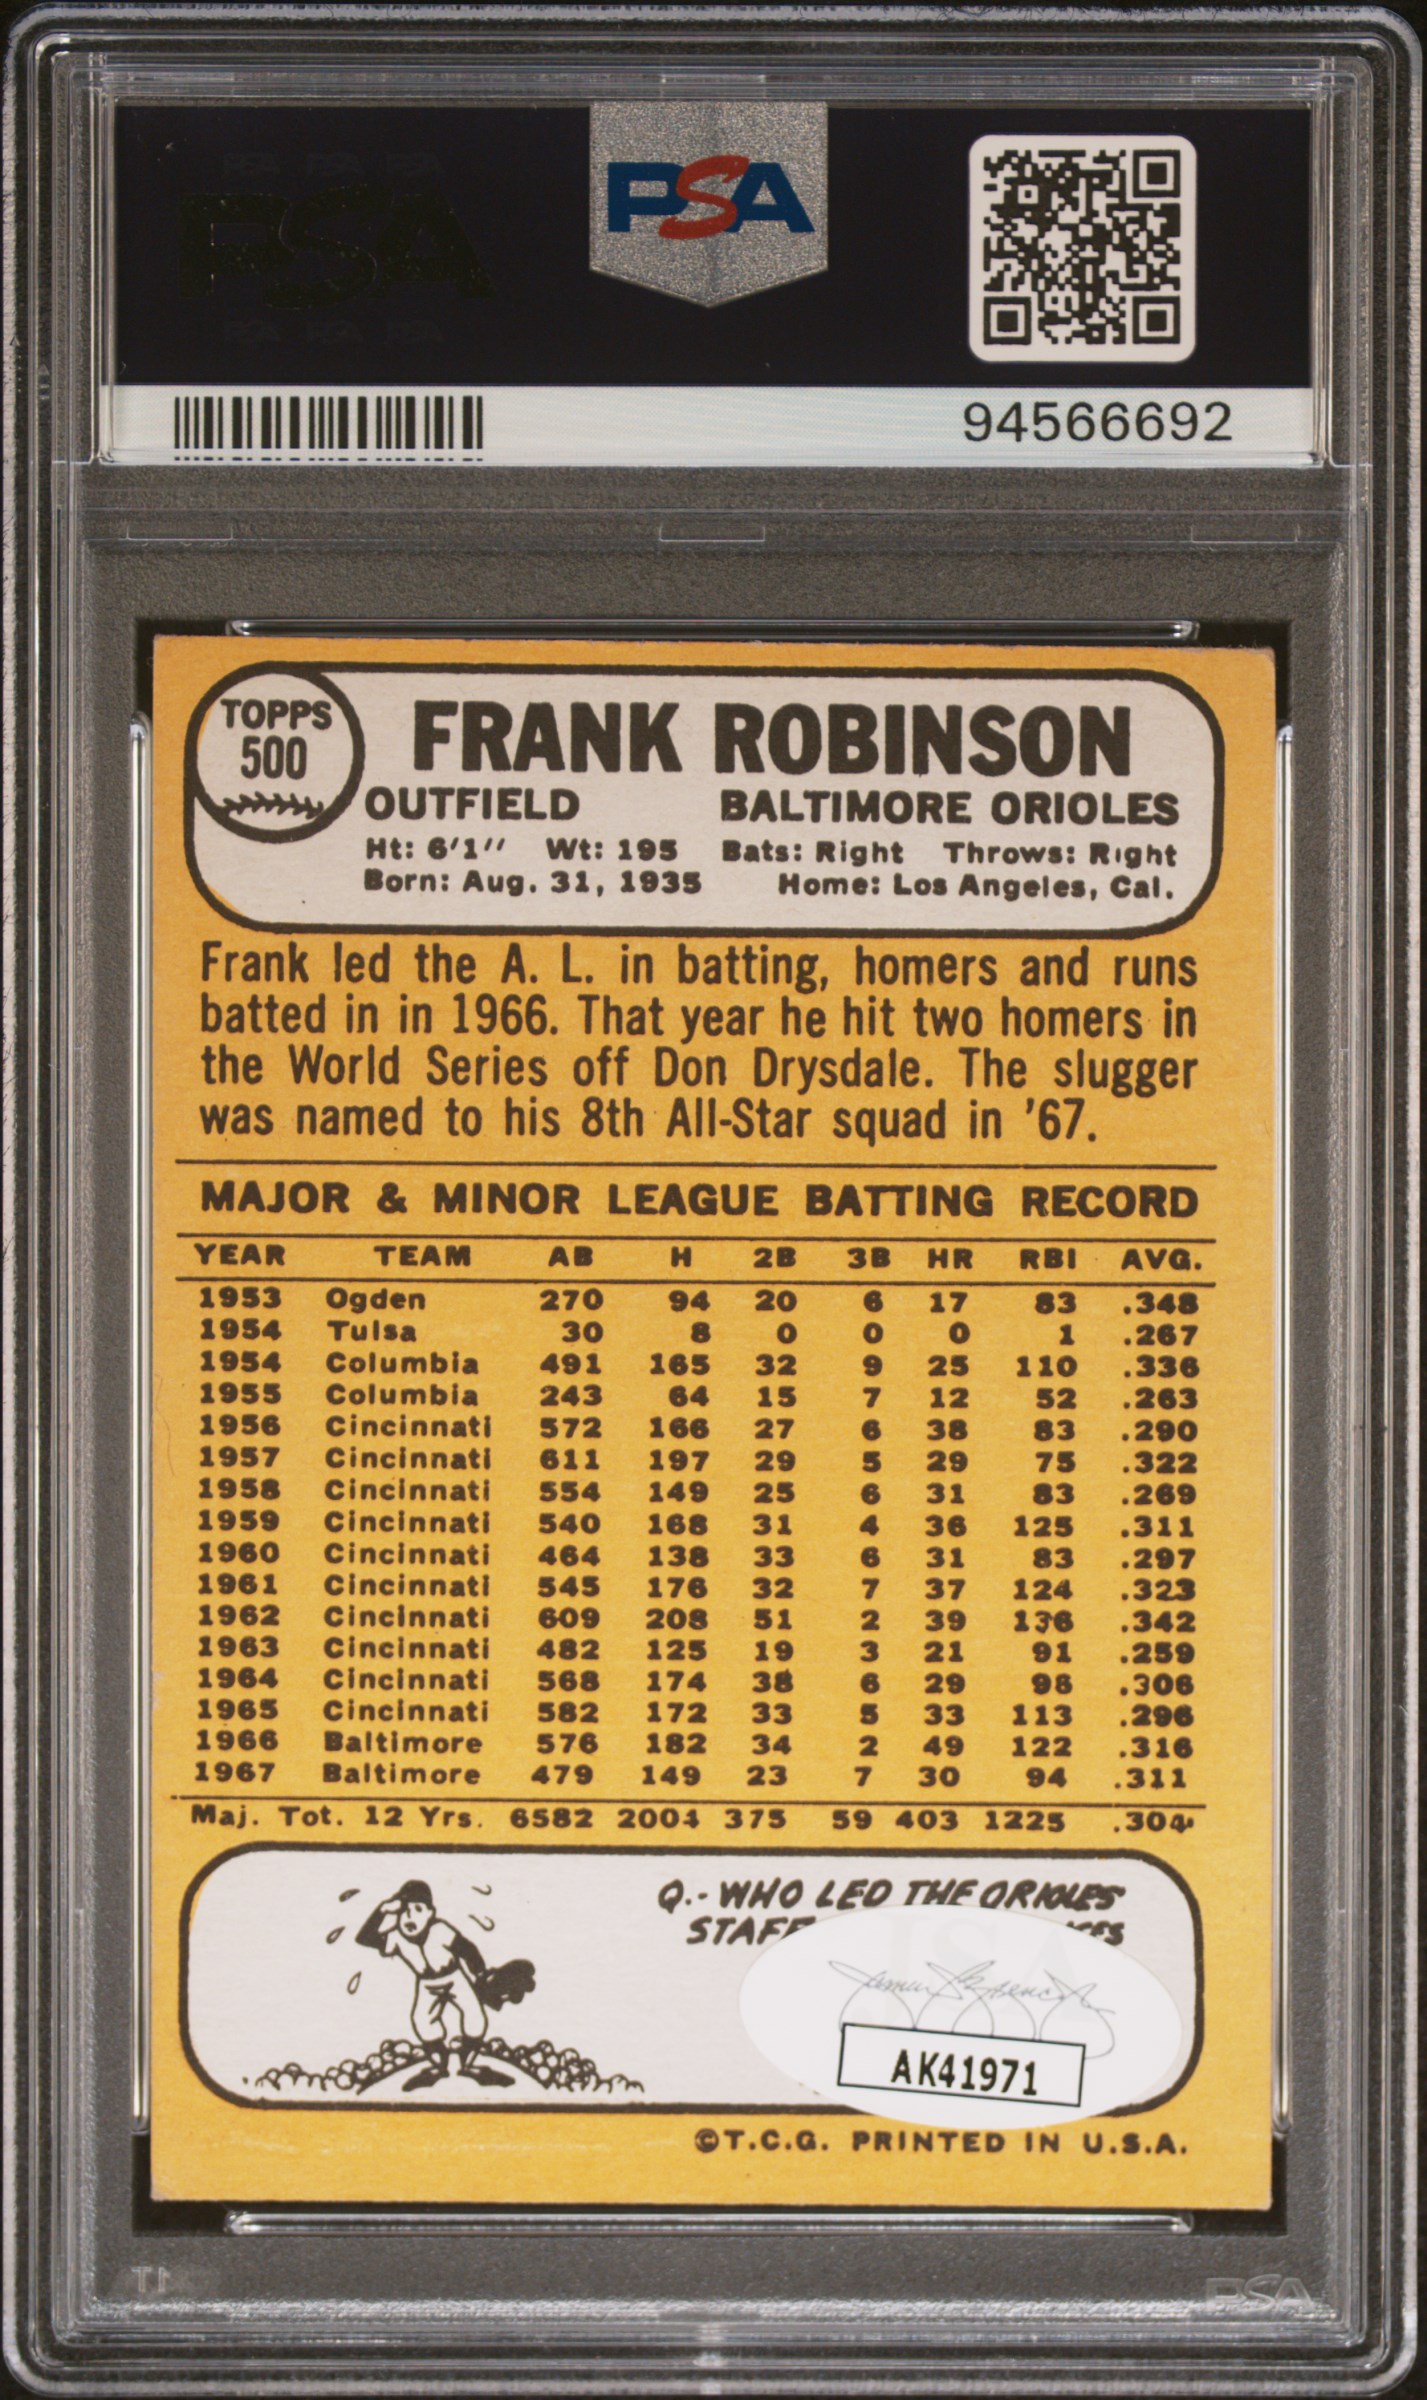 PSA
PSA
94566692
TOPPS
500
FRANK ROBINSON
OUTFIELD BALTIMORE ORIOLES
Ht: 6'1" Wt: 195 Bats: Right Throws: Right
Born: Aug. 31, 1935 Home: Los Angeles, Cal.
Frank led the A. L. in batting, homers and runs
batted in in 1966. That year he hit two homers in
the World Series off Don Drysdale. The slugger
was named to his 8th All-Star squad in '67.
MAJOR & MINOR LEAGUE BATTING RECORD
YEAR TEAM AB H 2B 3B HR RBI AVG.
1953 Ogden 270 94 20 6 17 83 .348
1954 Tulsa 30 8 0 0 0 1 .267
1954 Columbia 491 165 32 9 25 110 .336
1955 Columbia 243 64 15 7 12 52 .263
1956 Cincinnati 572 166 27 6 38 83 .290
1957 Cincinnati 611 197 29 5 29 75 .322
1958 Cincinnati 554 149 25 6 31 83 .269
1959 Cincinnati 540 168 31 4 36 125 .311
1960 Cincinnati 464 138 33 6 31 83 .297
1961 Cincinnati 545 176 32 7 37 124 .323
1962 Cincinnati 609 208 51 2 39 136 .342
1963 Cincinnati 482 125 19 3 21 91 .259
1964 Cincinnati 568 174 38 6 29 98 .306
1965 Cincinnati 582 172 33 5 33 113 .296
1966 Baltimore 576 182 34 2 49 122 .316
1967 Baltimore 479 149 23 7 30 94 .311
Maj. Tot. 12 Yrs. 6582 2004 375 59 403 1225 .304
Q.- WHO LED THE ORIOLES
STAFF
JSA
AK41971
©T.C.G. PRINTED IN U.S.A.
PSA